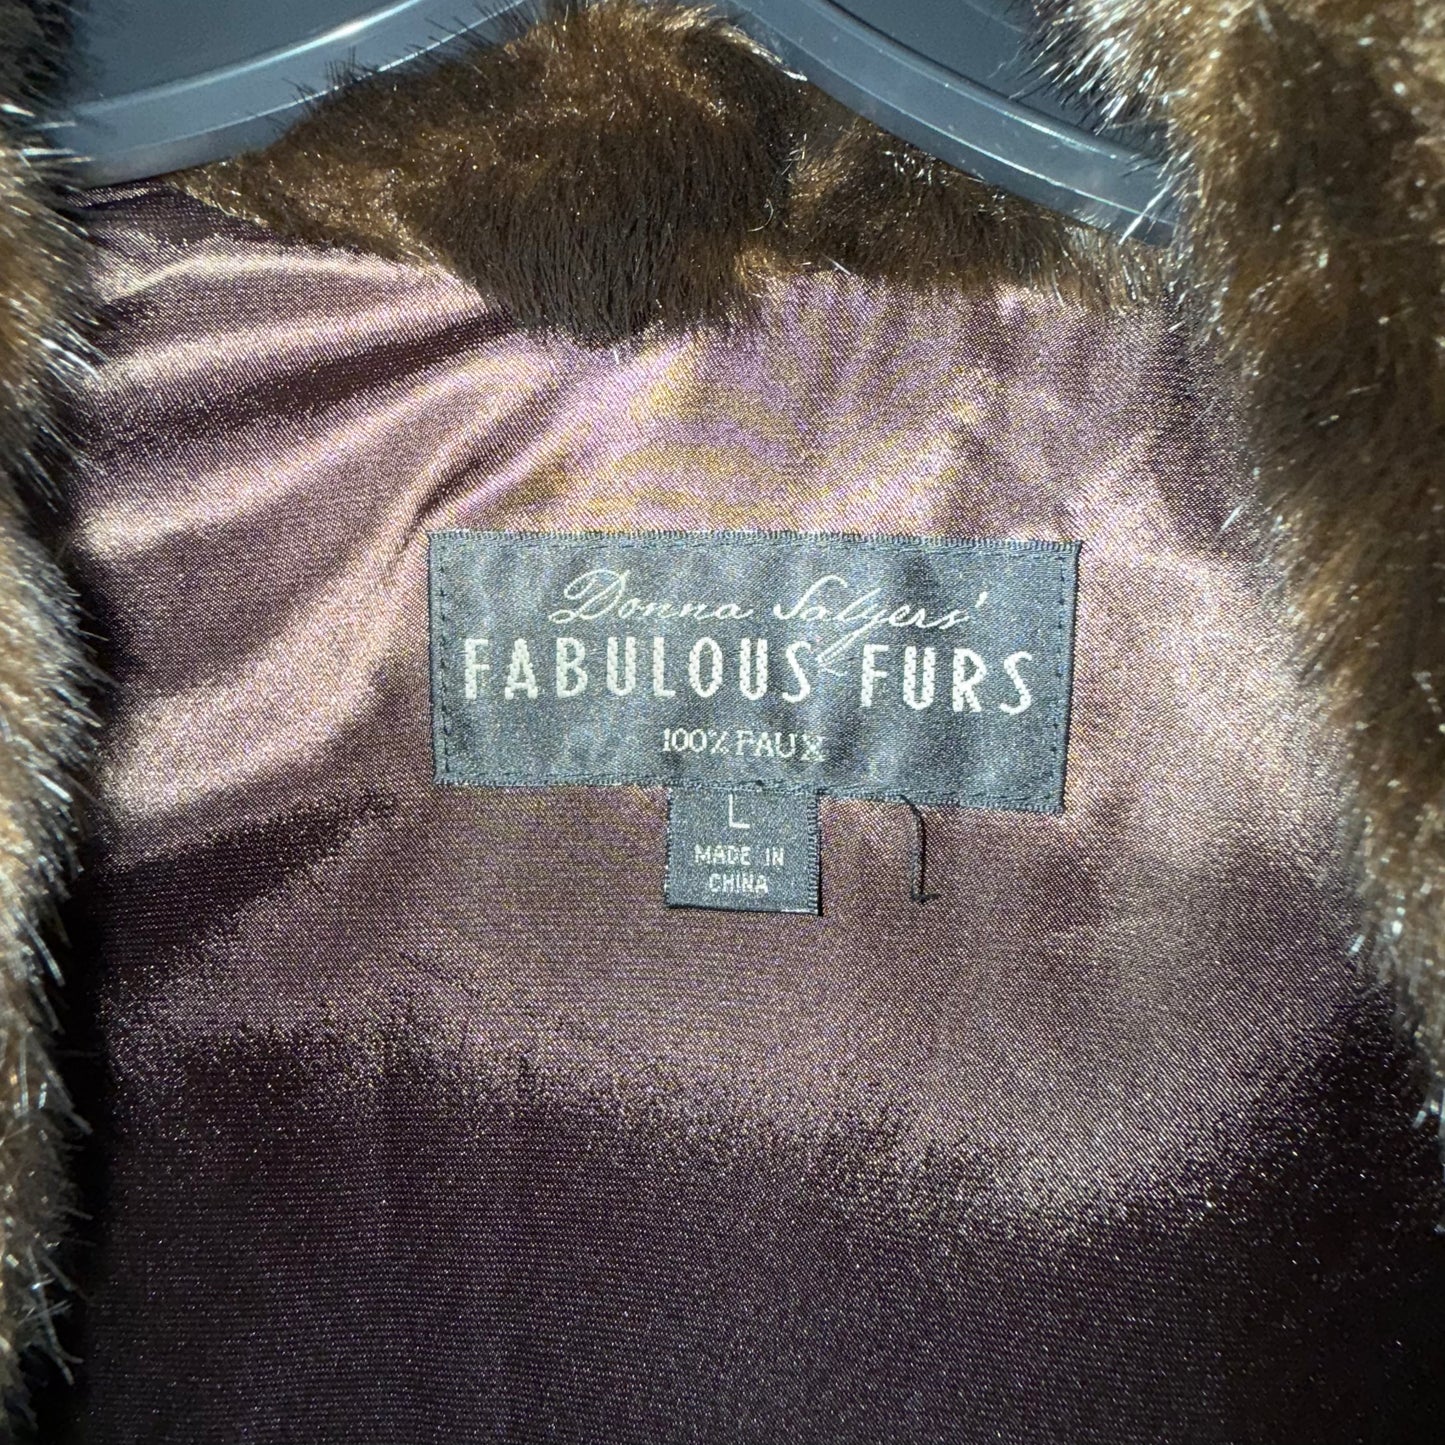 Donna Salyers'
FABULOUS FURS
100% FAUX
L
MADE IN
CHINA